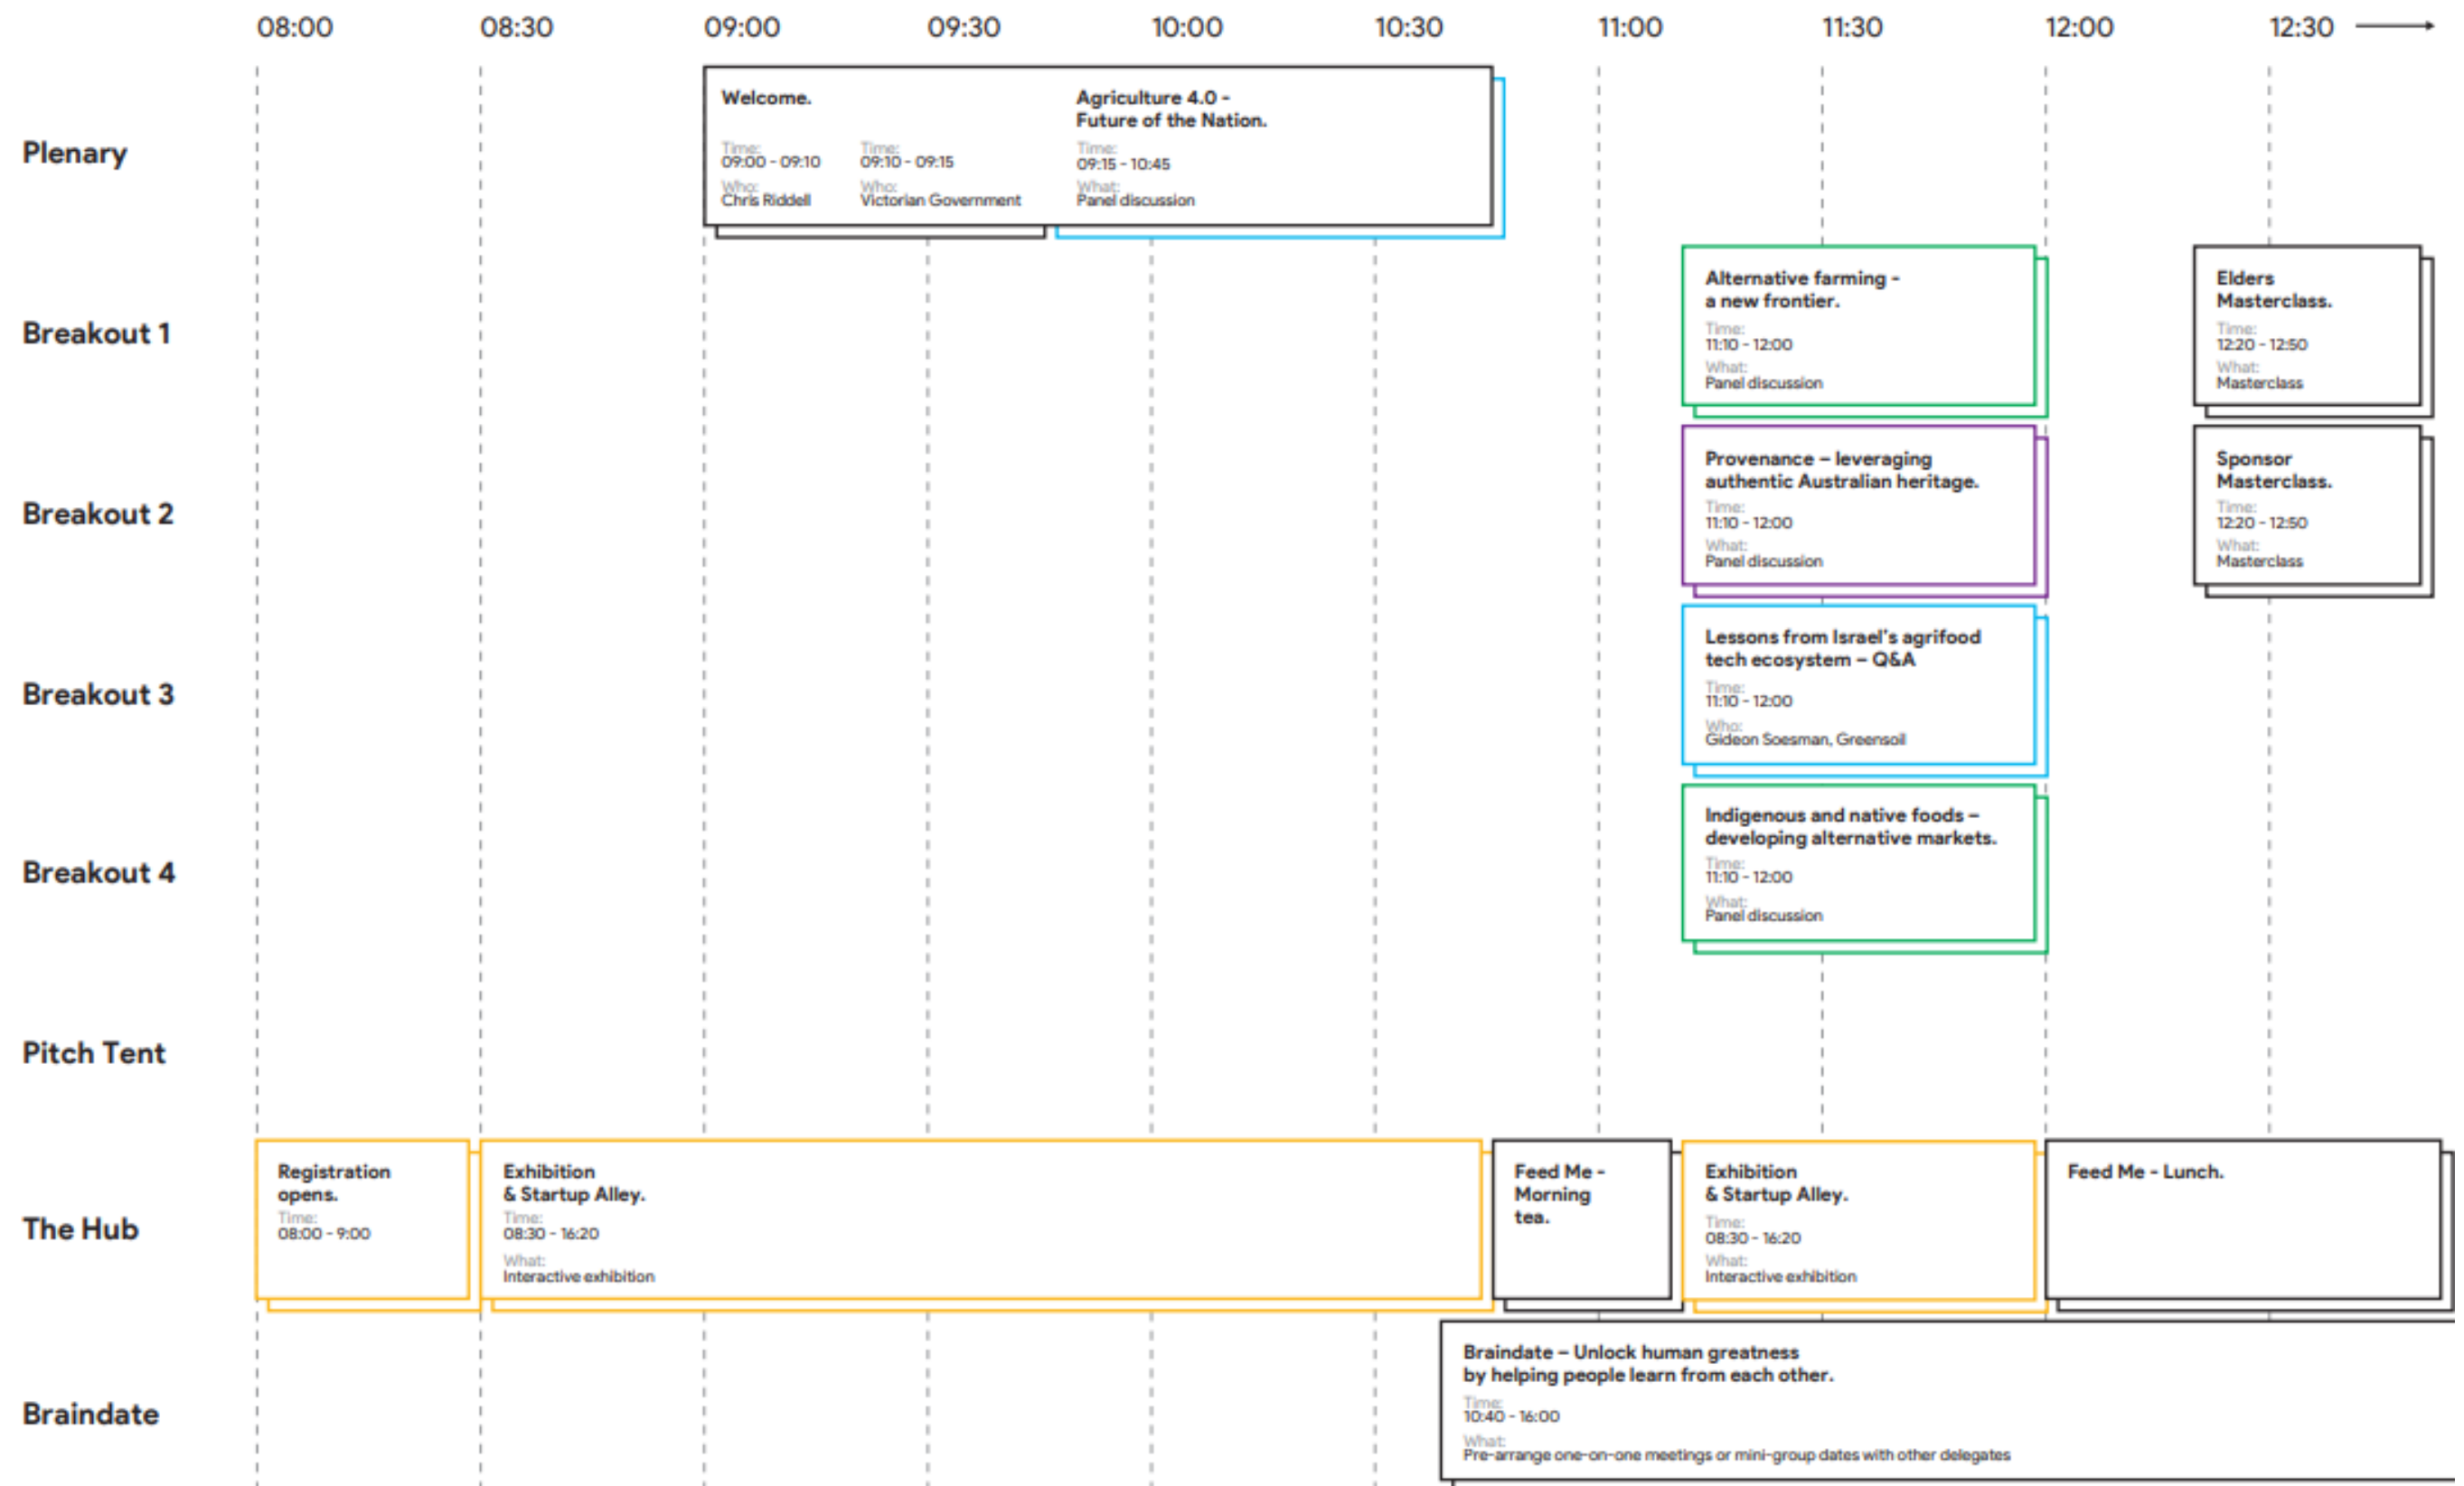 08:00 08:30 09:00 09:30 10:00 10:30 11:00 11:30 12:00 12:30
Plenary
Welcome.
Time:
09:00 - 09:10
Who:
Chris Riddell
Time:
09:10 - 09:15
Who:
Victorian Government
Agriculture 4.0 -
Future of the Nation.
Time:
09:15 - 10:45
What:
Panel discussion
Breakout 1
Alternative farming -
a new frontier.
Time:
11:10 - 12:00
What:
Panel discussion
Elders
Masterclass.
Time:
12:20 - 12:50
What:
Masterclass
Breakout 2
Provenance – leveraging
authentic Australian heritage.
Time:
11:10 - 12:00
What:
Panel discussion
Sponsor
Masterclass.
Time:
12:20 - 12:50
What:
Masterclass
Breakout 3
Lessons from Israel's agrifood
tech ecosystem – Q&A
Time:
11:10 - 12:00
Who:
Gideon Soesman, Greensoil
Breakout 4
Indigenous and native foods –
developing alternative markets.
Time:
11:10 - 12:00
What:
Panel discussion
Pitch Tent
The Hub
Registration
opens.
Time:
08:00 - 9:00
Exhibition
& Startup Alley.
Time:
08:30 - 16:20
What:
Interactive exhibition
Feed Me -
Morning
tea.
Exhibition
& Startup Alley.
Time:
08:30 - 16:20
What:
Interactive exhibition
Feed Me - Lunch.
Braindate
Braindate – Unlock human greatness
by helping people learn from each other.
Time:
10:40 - 16:00
What:
Pre-arrange one-on-one meetings or mini-group dates with other delegates